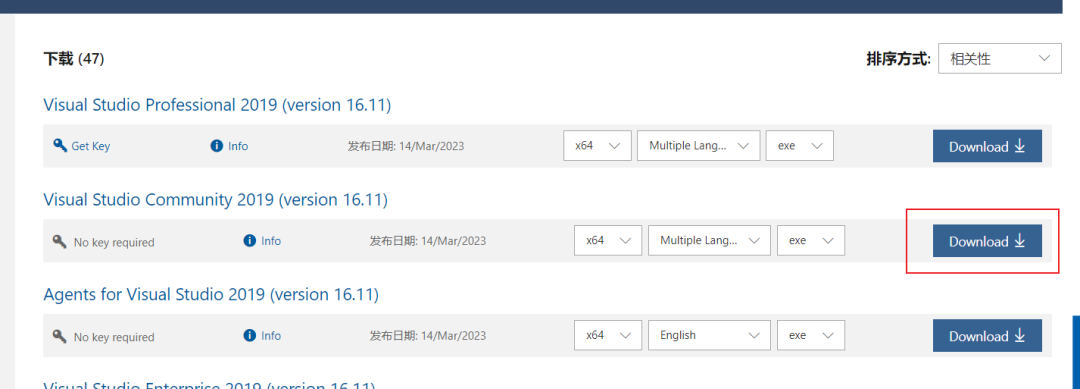 下载 (47)
排序方式: 相关性
Visual Studio Professional 2019 (version 16.11)
Get Key Info 发布日期: 14/Mar/2023 x64 Multiple Lang... exe Download
Visual Studio Community 2019 (version 16.11)
No key required Info 发布日期: 14/Mar/2023 x64 Multiple Lang... exe Download
Agents for Visual Studio 2019 (version 16.11)
No key required Info 发布日期: 14/Mar/2023 x64 English exe Download
Visual Studio Enterprise 2019 (version 16.11)